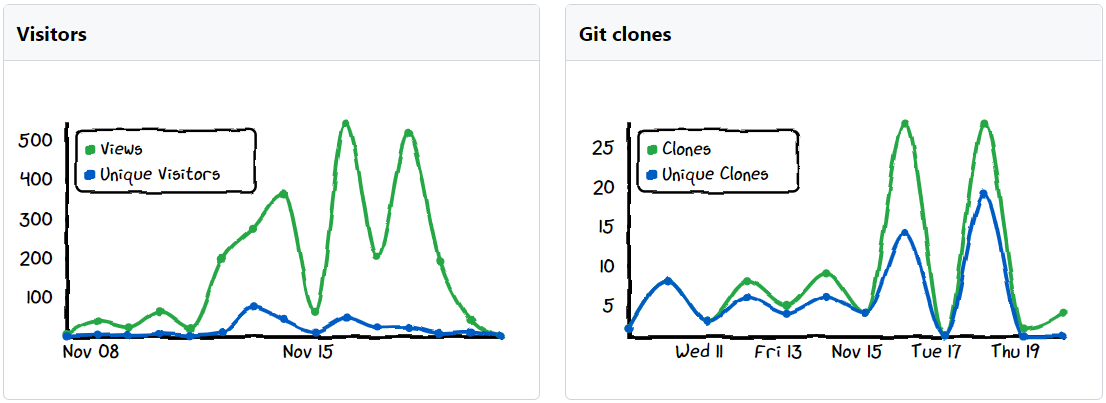 Visitors
500
400
300
200
100
Views
Unique Visitors
Nov 08
Nov 15
Git clones
25
20
15
10
5
Clones
Unique Clones
Wed 11
Fri 13
Nov 15
Tue 17
Thu 19